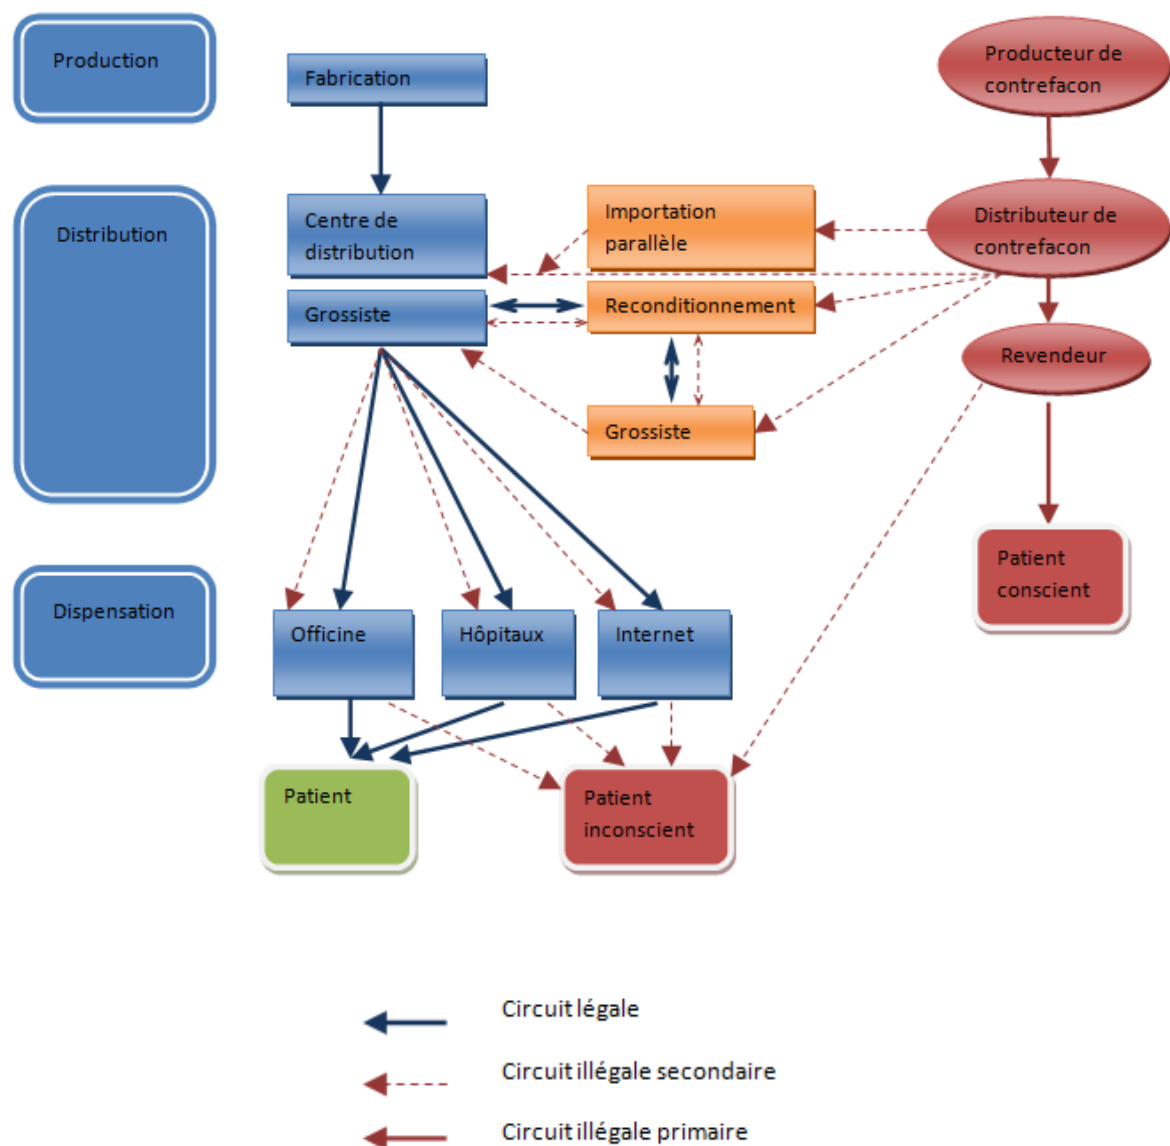 Production
Fabrication
Producteur de
contrefacon
Distribution
Centre de
distribution
Importation
parallèle
Distributeur de
contrefacon
Grossiste
Reconditionnement
Revendeur
Grossiste
Patient
conscient
Dispensation
Officine
Hôpitaux
Internet
Patient
Patient
inconscient
Circuit légale
Circuit illégale secondaire
Circuit illégale primaire